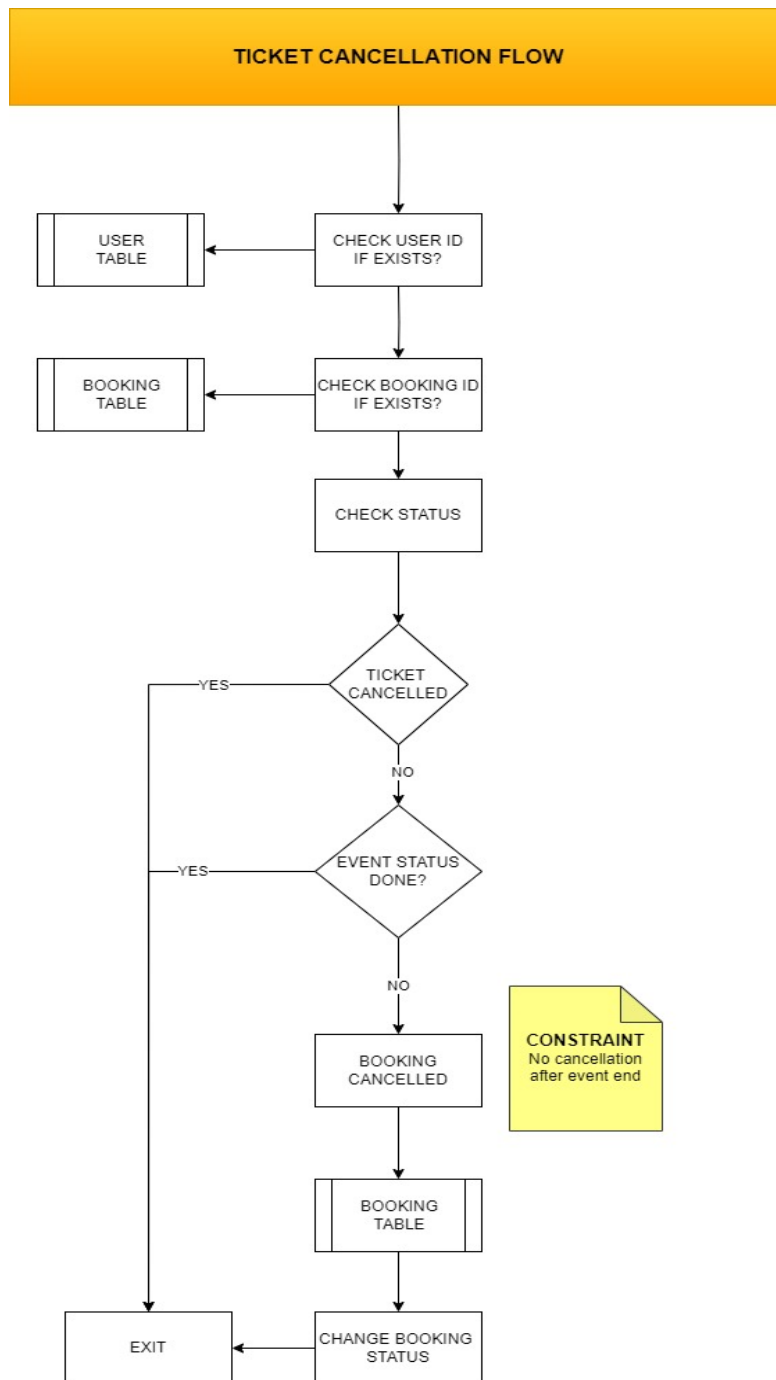 TICKET CANCELLATION FLOW
USER
TABLE
CHECK USER ID
IF EXISTS?
BOOKING
TABLE
CHECK BOOKING ID
IF EXISTS?
CHECK STATUS
TICKET
CANCELLED
YES
NO
EVENT STATUS
DONE?
YES
NO
CONSTRAINT
No cancellation
after event end
BOOKING
CANCELLED
BOOKING
TABLE
EXIT
CHANGE BOOKING
STATUS